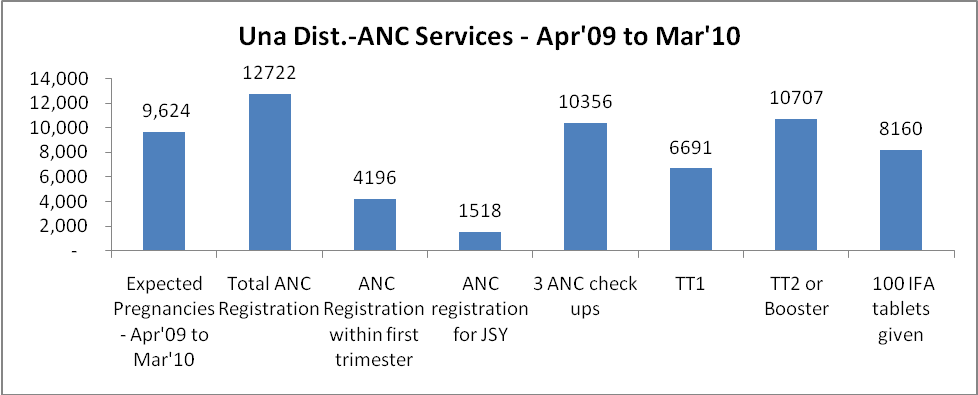 Una Dist.-ANC Services - Apr'09 to Mar'10
14,000
12,000
10,000
8,000
6,000
4,000
2,000
-
9,624
12722
4196
1518
10356
6691
10707
8160
Expected
Pregnancies
- Apr'09 to
Mar'10
Total ANC
Registration
ANC
Registration
within first
trimester
ANC
registration
for JSY
3 ANC check
ups
TT1
TT2 or
Booster
100 IFA
tablets
given